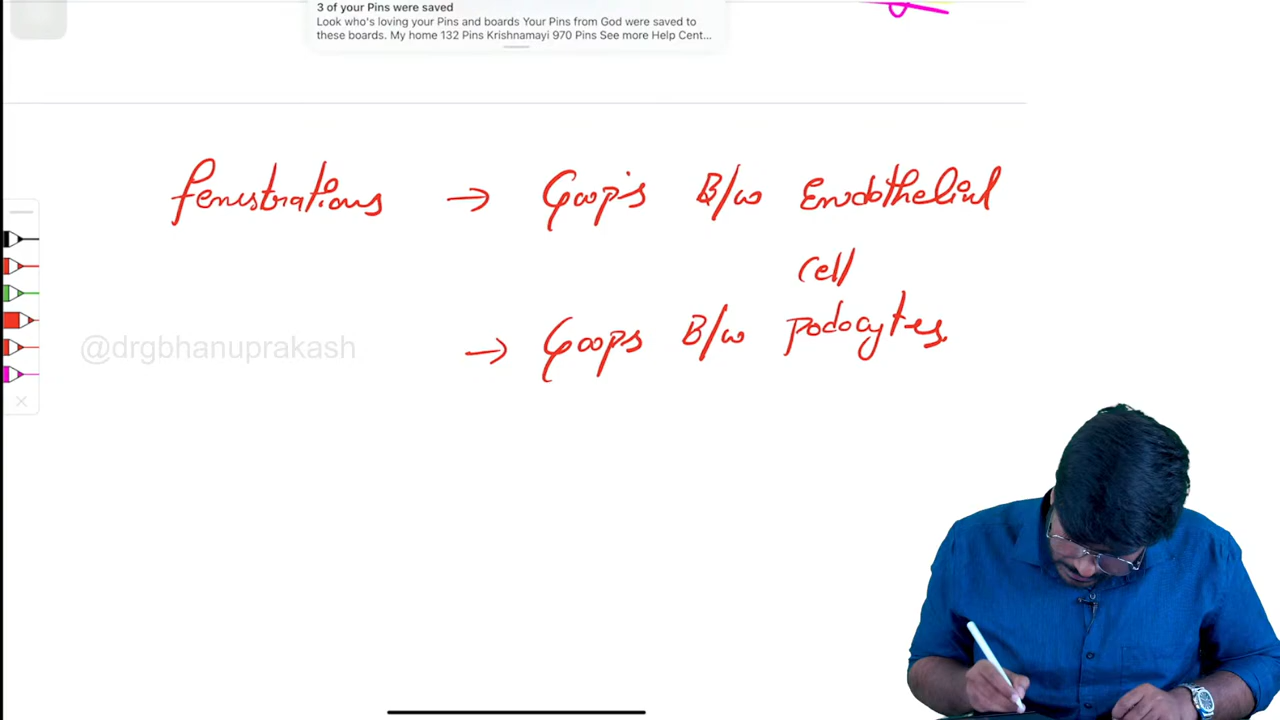 3 of your Pins were saved
Look who's loving your Pins and boards Your Pins from God were saved to
these boards. My home 132 Pins Krishnamayi 970 Pins See more Help Cent...
fenestrations → Gaps B/w Endothelial
cell
→ Gaps B/w podocytes.
@drgbhanuprakash